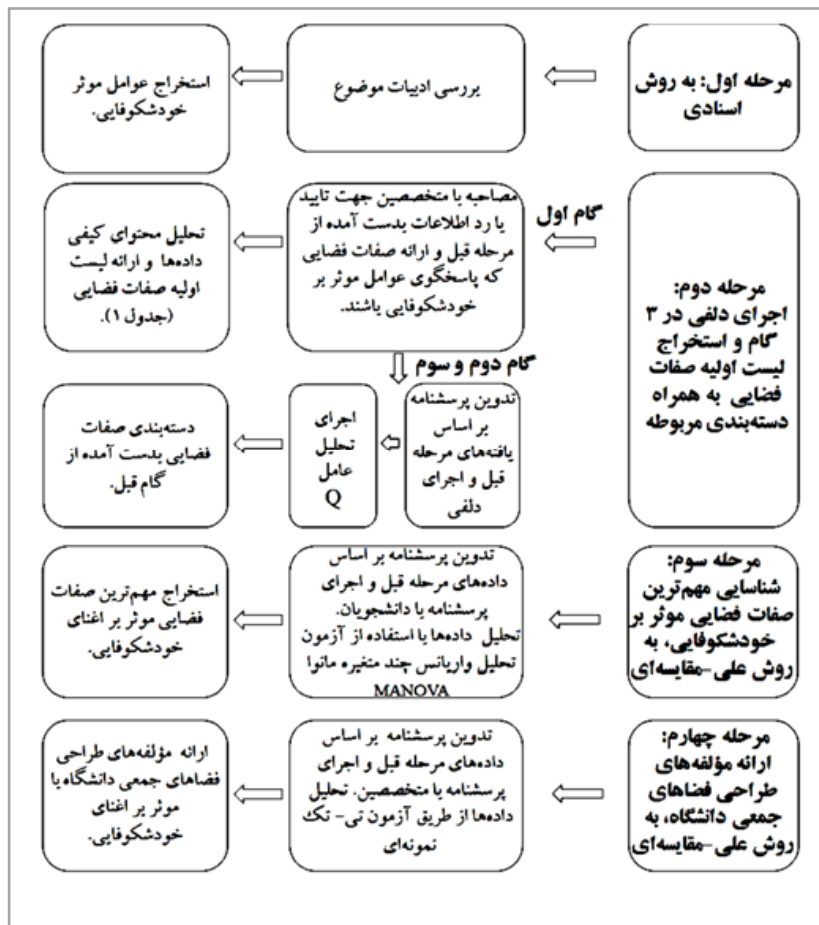 مرحله اول: به روش
اسنادی
بررسی ادبیات موضوع
استخراج عوامل موثر
خودشکوفایی.
مرحله دوم:
اجرای دلفی در ۳
گام و استخراج
لیست اولیه صفات
فضایی به همراه
دسته‌بندی مربوطه
گام اول
مصاحبه با متخصصین جهت تایید
یا رد اطلاعات بدست آمده از
مرحله قبل و ارائه صفات فضایی
که پاسخگوی عوامل موثر بر
خودشکوفایی باشند.
تحلیل محتوای کیفی
داده‌ها و ارائه لیست
اولیه صفات فضایی
(جدول ۱).
گام دوم و سوم
تدوین پرسشنامه
بر اساس
یافته‌های مرحله
قبل و اجرای
دلفی
اجرای
تحلیل
عامل
Q
دسته‌بندی صفات
فضایی بدست آمده از
گام قبل.
مرحله سوم:
شناسایی مهم‌ترین
صفات فضایی موثر بر
خودشکوفایی، به
روش علی-مقایسه‌ای
تدوین پرسشنامه بر اساس
داده‌های مرحله قبل و اجرای
پرسشنامه با دانشجویان.
تحلیل داده‌ها با استفاده از آزمون
تحلیل واریانس چند متغیره مانوا
MANOVA
استخراج مهم‌ترین صفات
فضایی موثر بر اغنای
خودشکوفایی.
مرحله چهارم:
ارائه مؤلفه‌های
طراحی فضاهای
جمعی دانشگاه، به
روش علی-مقایسه‌ای
تدوین پرسشنامه بر اساس
داده‌های مرحله قبل و اجرای
پرسشنامه با متخصصین. تحلیل
داده‌ها از طریق آزمون تی- تک
نمونه‌ای
ارائه مؤلفه‌های طراحی
فضاهای جمعی دانشگاه با
موثر بر اغنای
خودشکوفایی.